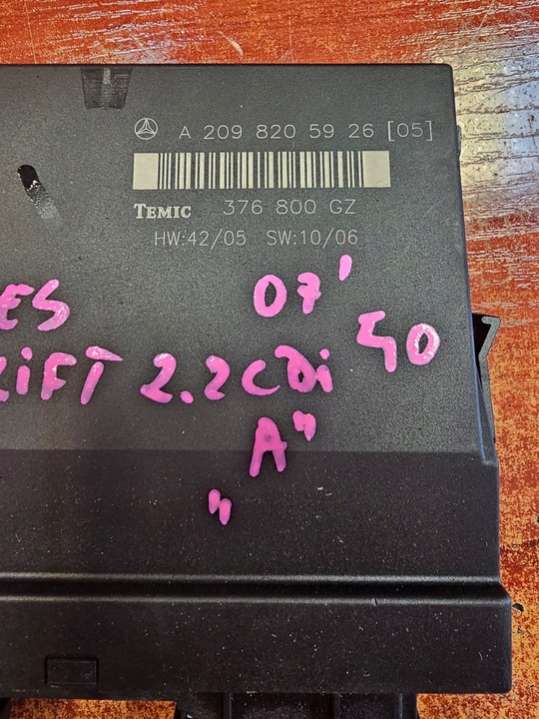 A 209 820 59 26 [05]
TEMIC 376 800 GZ
HW:42/05 SW:10/06
07'
ES
IFT 2.2CDi 50
"A"